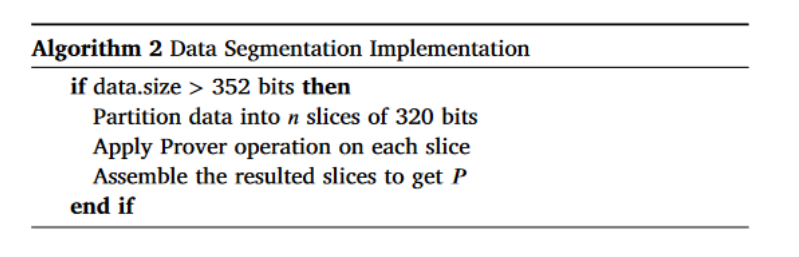 Algorithm 2 Data Segmentation Implementation
if data.size > 352 bits then
Partition data into n slices of 320 bits
Apply Prover operation on each slice
Assemble the resulted slices to get P
end if